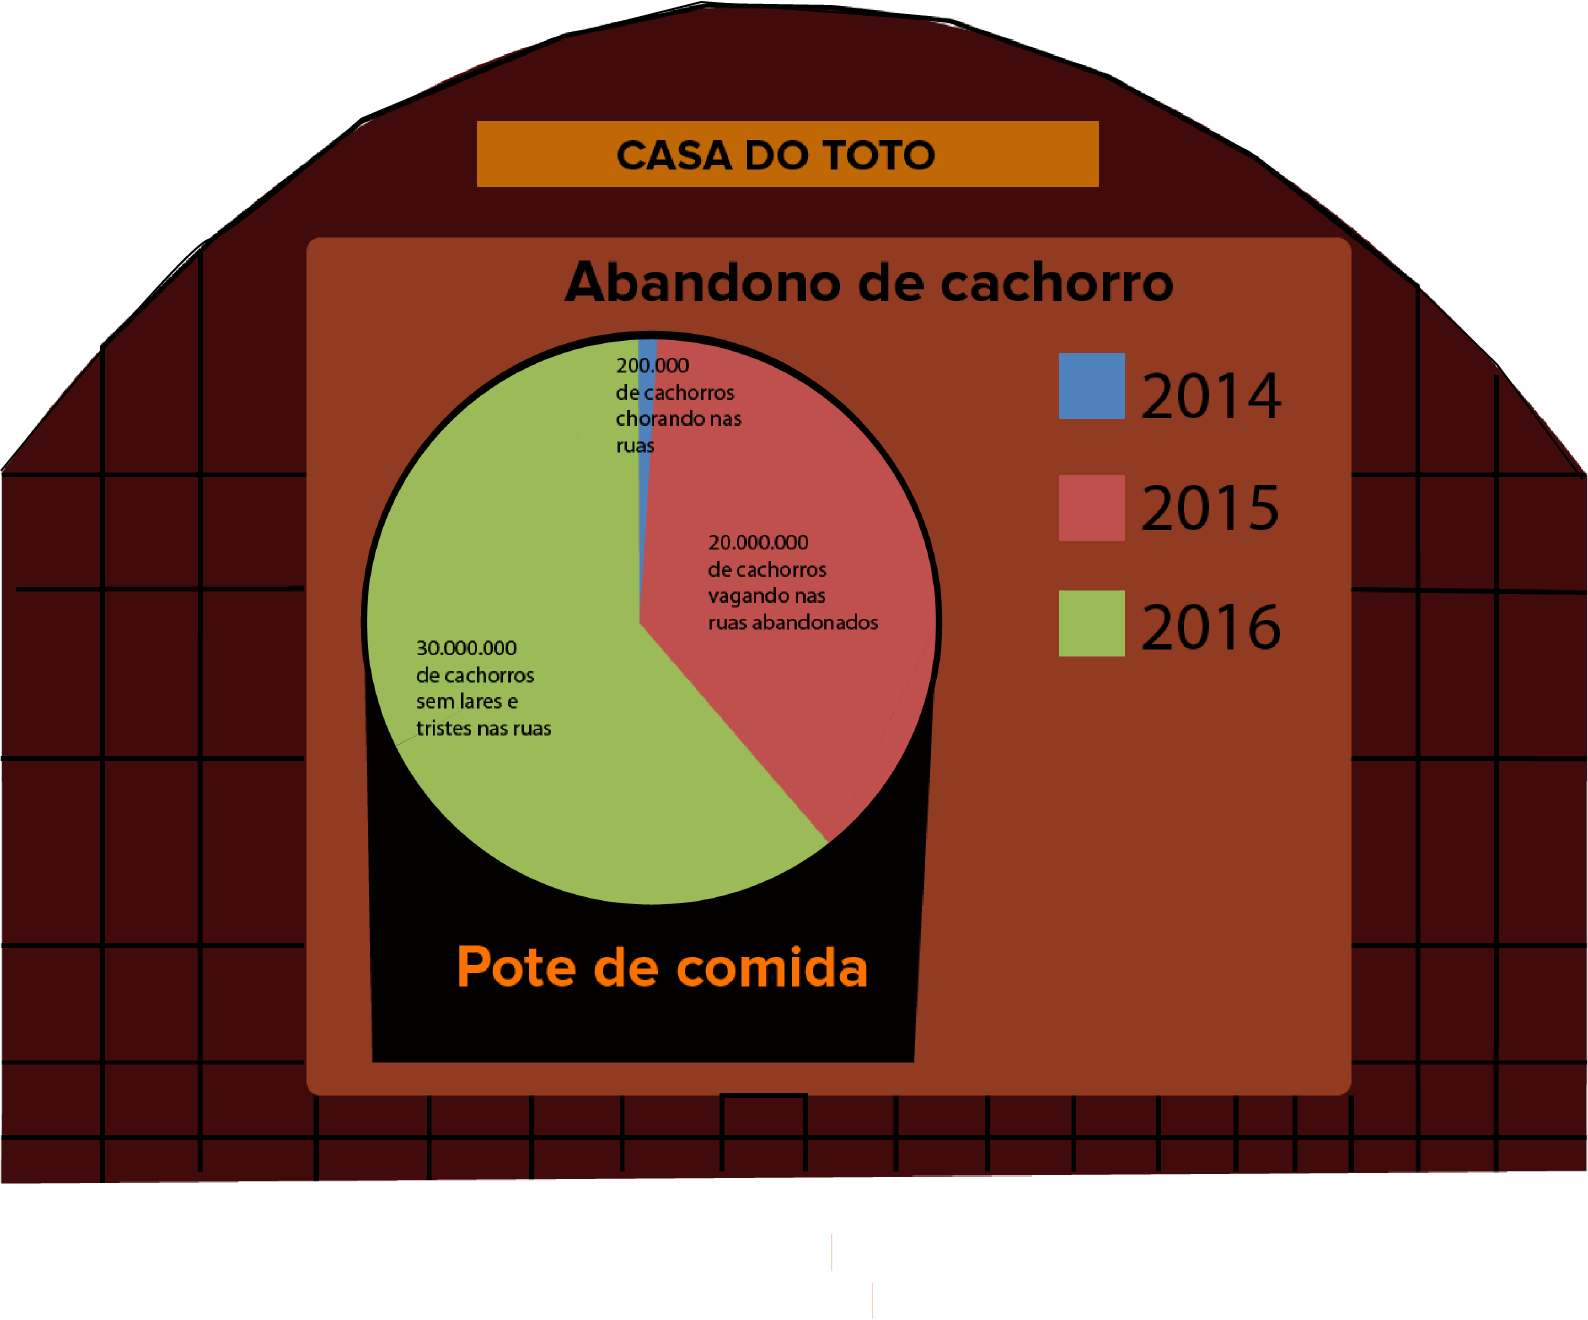 CASA DO TOTO
Abandono de cachorro
200.000
de cachorros
chorando nas
ruas
20.000.000
de cachorros
vagando nas
ruas abandonados
30.000.000
de cachorros
sem lares e
tristes nas ruas
2014
2015
2016
Pote de comida